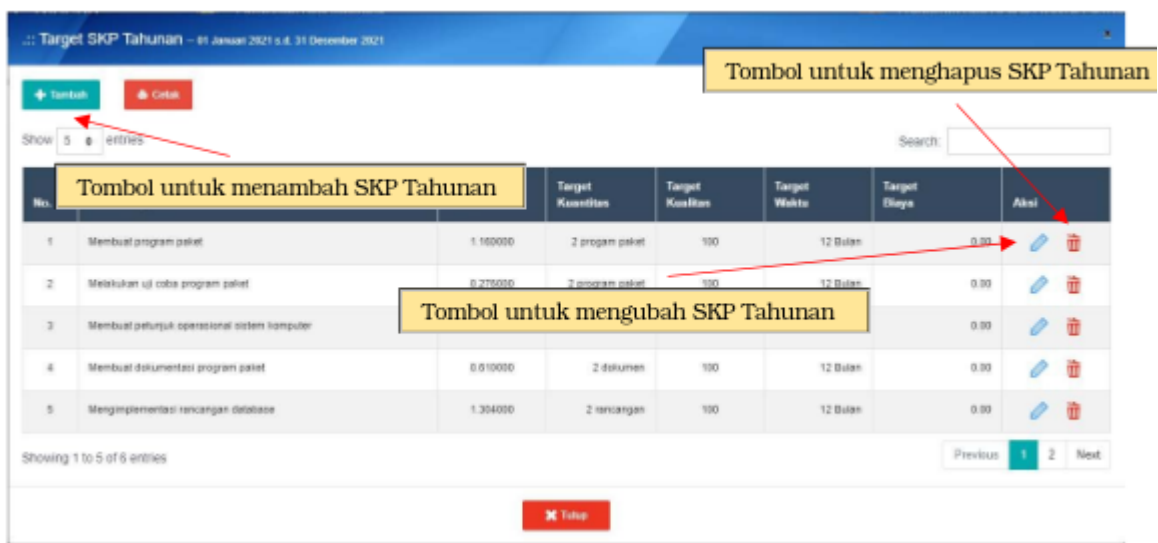 .:: Target SKP Tahunan – 01 Januari 2021 s.d. 31 Desember 2021
x
Tombol untuk menghapus SKP Tahunan
Tambah
Cetak
Show 5 entries
Search:
Tombol untuk menambah SKP Tahunan
No.
Target Kuantitas
Target Kualitas
Target Waktu
Target Biaya
Aksi
1 Membuat program paket 1.160000 2 progam paket 100 12 Bulan 0.00
2 Melakukan uji coba program paket 0.276000 2 program paket 100 12 Bulan 0.00
Tombol untuk mengubah SKP Tahunan
3 Membuat petunjuk operasional sistem komputer 0.00
4 Membuat dokumentasi program paket 0.610000 2 dokumen 100 12 Bulan 0.00
5 Mengimplementasi rancangan database 1.304000 2 rancangan 100 12 Bulan 0.00
Showing 1 to 5 of 6 entries
Previous 1 2 Next
Tutup